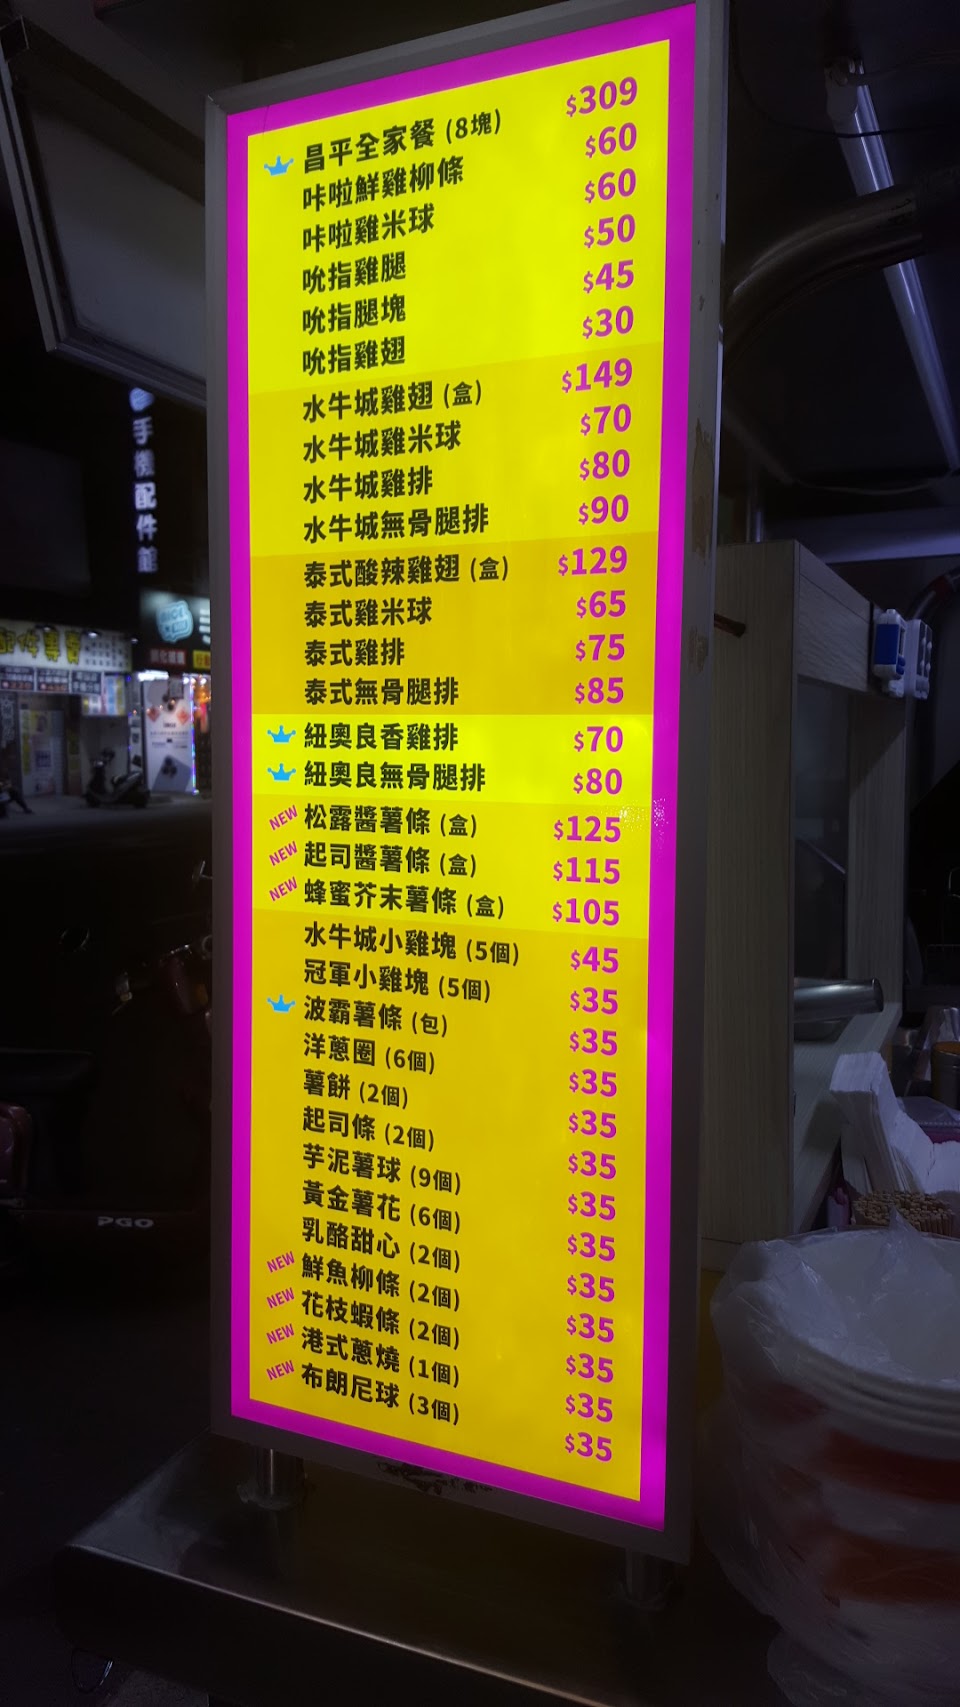 昌平全家餐 (8塊) $309
咔啦鮮雞柳條 $60
咔啦雞米球 $60
吮指雞腿 $50
吮指腿塊 $45
吮指雞翅 $30
水牛城雞翅 (盒) $149
水牛城雞米球 $70
水牛城雞排 $80
水牛城無骨腿排 $90
泰式酸辣雞翅 (盒) $129
泰式雞米球 $65
泰式雞排 $75
泰式無骨腿排 $85
紐奧良香雞排 $70
紐奧良無骨腿排 $80
NEW 松露醬薯條 (盒) $125
NEW 起司醬薯條 (盒) $115
NEW 蜂蜜芥末薯條 (盒) $105
水牛城小雞塊 (5個) $45
冠軍小雞塊 (5個) $35
波霸薯條 (包) $35
洋蔥圈 (6個) $35
薯餅 (2個) $35
起司條 (2個) $35
芋泥薯球 (9個) $35
黃金薯花 (6個) $35
乳酪甜心 (2個) $35
NEW 鮮魚柳條 (2個) $35
NEW 花枝蝦條 (2個) $35
NEW 港式蔥燒 (1個) $35
NEW 布朗尼球 (3個) $35
手機配件館
PGO